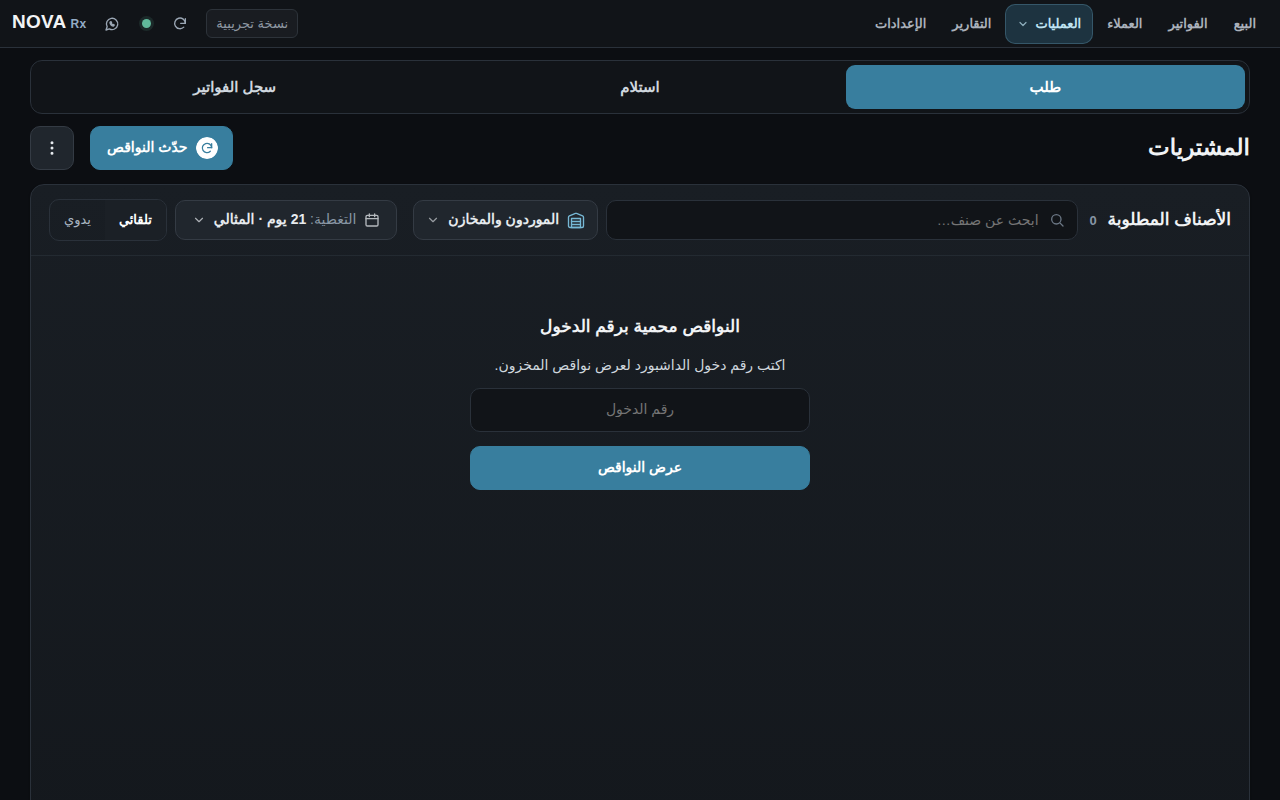 البيع
الفواتير
العملاء
العمليات
التقارير
الإعدادات
نسخة تجريبية
NOVA Rx
طلب
استلام
سجل الفواتير
المشتريات
حدّث النواقص
الأصناف المطلوبة 0
ابحث عن صنف...
الموردون والمخازن
التغطية: 21 يوم · المثالي
تلقائي
يدوي
النواقص محمية برقم الدخول
اكتب رقم دخول الداشبورد لعرض نواقص المخزون.
رقم الدخول
عرض النواقص